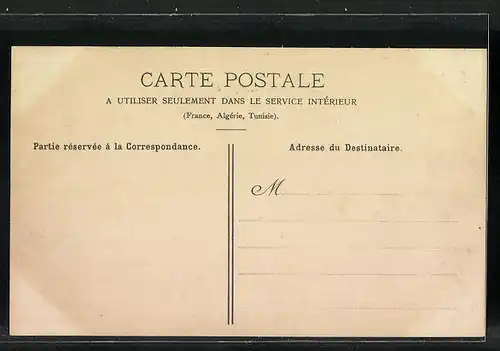 CARTE POSTALE
A UTILISER SEULEMENT DANS LE SERVICE INTÉRIEUR
(France, Algérie, Tunisie).
Partie réservée à la Correspondance.
Adresse du Destinataire.
M